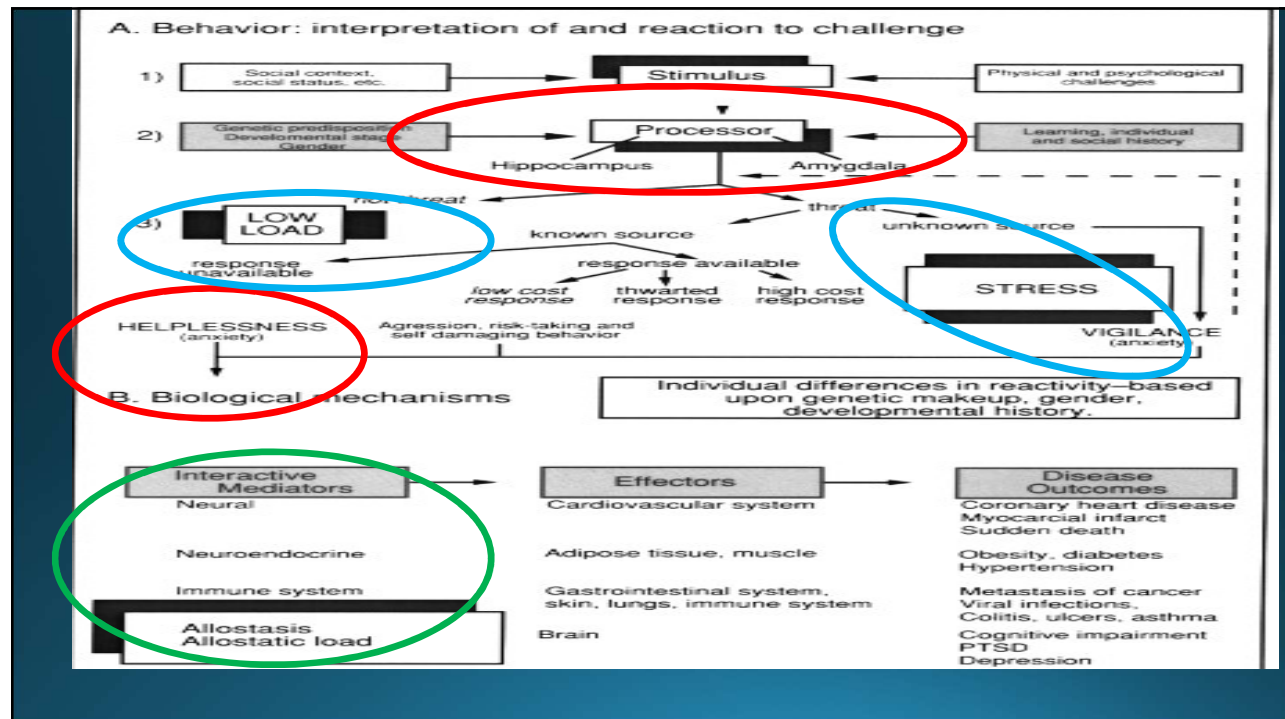 A. Behavior: interpretation of and reaction to challenge
1)
Social context,
social status, etc.
Stimulus
Physical and psychological
challenges
2)
Genetic predisposition
Develomental stage
Gender
Processor
Learning, individual
and social history
Hippocampus
Amygdala
not threat
threat
3)
LOW
LOAD
known source
unknown source
response
unavailable
response available
low cost
response
thwarted
response
high cost
response
STRESS
HELPLESSNESS
(anxiety)
Agression, risk-taking and
self damaging behavior
VIGILANCE
(anxiety)
B. Biological mechanisms
Individual differences in reactivity—based
upon genetic makeup, gender,
developmental history.
Interactive
Mediators
Effectors
Disease
Outcomes
Neural
Cardiovascular system
Coronary heart disease
Myocarcial infarct
Sudden death
Neuroendocrine
Adipose tissue, muscle
Obesity, diabetes
Hypertension
Immune system
Gastrointestinal system,
skin, lungs, immune system
Metastasis of cancer
Viral infections,
Colitis, ulcers, asthma
Allostasis
Allostatic load
Brain
Cognitive impairment
PTSD
Depression